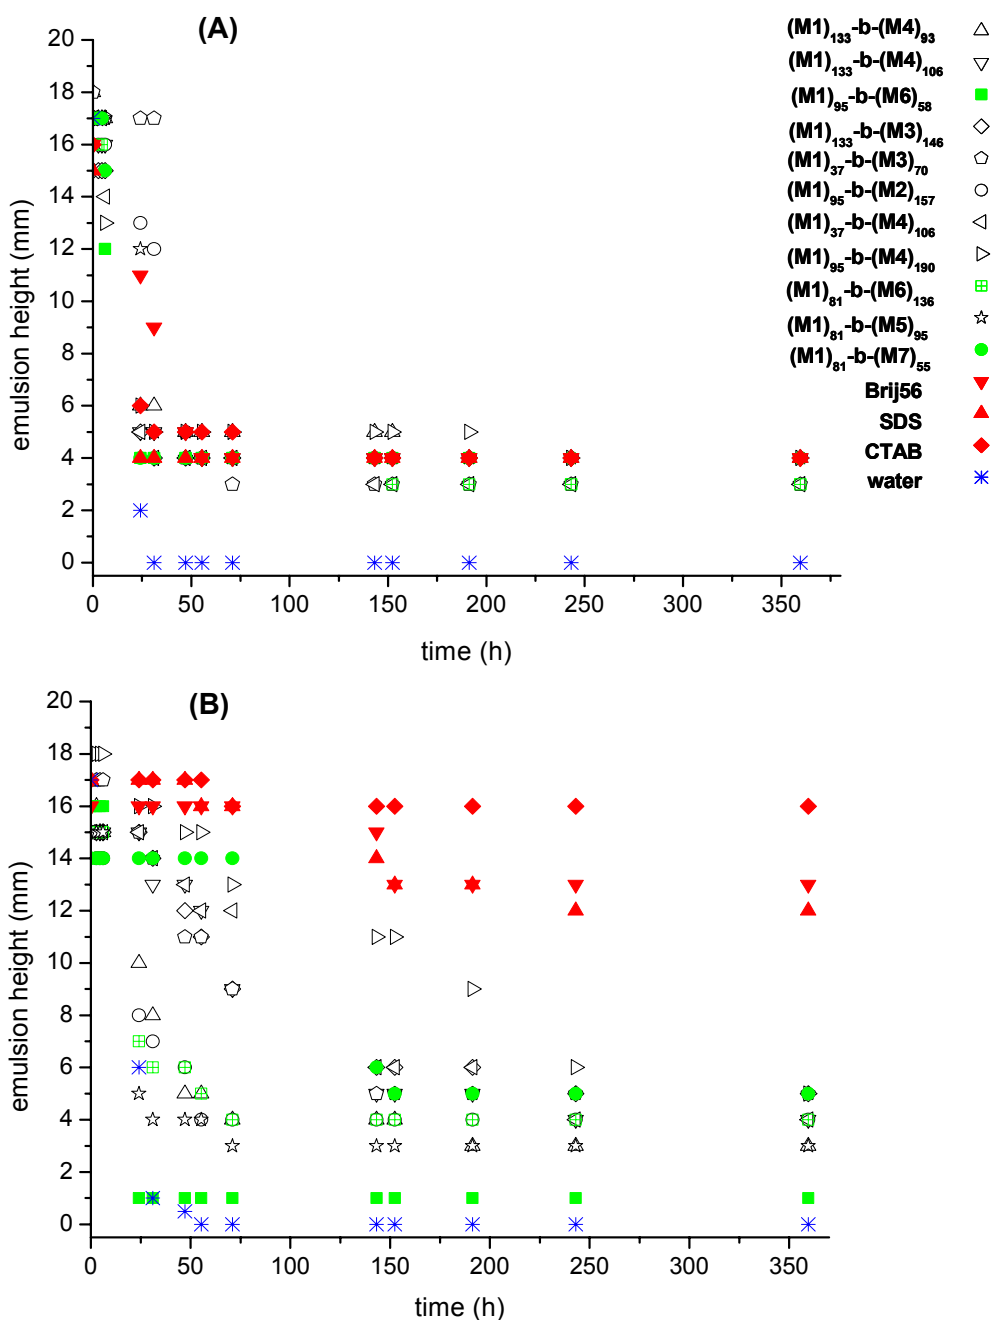 (A)
20
18
16
14
12
10
8
6
4
2
0
emulsion height (mm)
0 50 100 150 200 250 300 350
time (h)
(M1)133-b-(M4)93
(M1)133-b-(M4)106
(M1)95-b-(M6)58
(M1)133-b-(M3)146
(M1)37-b-(M3)70
(M1)95-b-(M2)157
(M1)37-b-(M4)106
(M1)95-b-(M4)190
(M1)81-b-(M6)136
(M1)81-b-(M5)95
(M1)81-b-(M7)55
Brij56
SDS
CTAB
water
(B)
20
18
16
14
12
10
8
6
4
2
0
emulsion height (mm)
0 50 100 150 200 250 300 350
time (h)